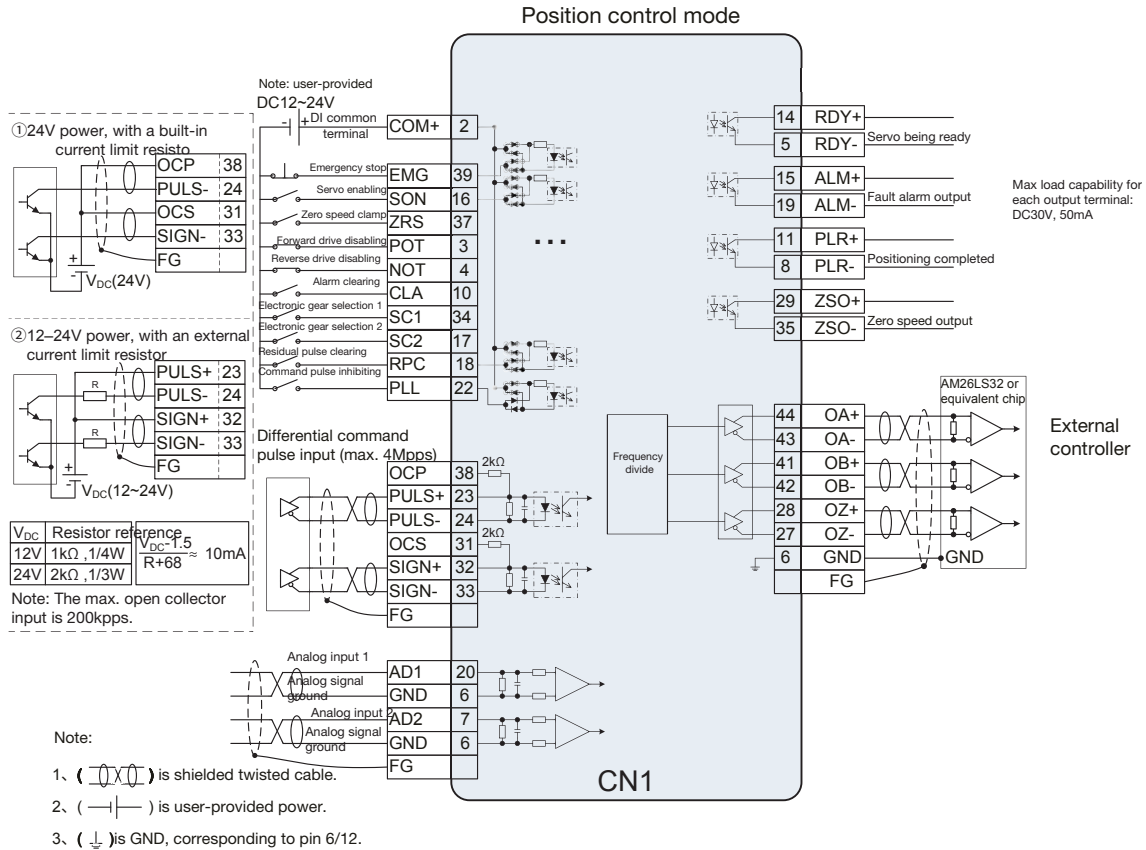 Position control mode
Note: user-provided
DC12~24V
- + DI common
terminal
COM+ 2
Emergency stop EMG 39
Servo enabling SON 16
Zero speed clamp ZRS 37
Forward drive disabling POT 3
Reverse drive disabling NOT 4
Alarm clearing CLA 10
Electronic gear selection 1 SC1 34
Electronic gear selection 2 SC2 17
Residual pulse clearing RPC 18
Command pulse inhibiting PLL 22
...
①24V power, with a built-in
current limit resisto
OCP 38
PULS- 24
OCS 31
SIGN- 33
FG
+
-
VDC(24V)
②12–24V power, with an external
current limit resistor
PULS+ 23
R PULS- 24
SIGN+ 32
R SIGN- 33
FG
+
-
VDC(12~24V)
VDC Resistor reference
12V 1kΩ ,1/4W
24V 2kΩ ,1/3W
VDC-1.5
R+68
≈ 10mA
Note: The max. open collector
input is 200kpps.
Differential command
pulse input (max. 4Mpps)
OCP 38 2kΩ
PULS+ 23
PULS- 24
OCS 31 2kΩ
SIGN+ 32
SIGN- 33
FG
Analog input 1 AD1 20
Analog signal
ground
GND 6
Analog input 2 AD2 7
Analog signal
ground
GND 6
FG
14 RDY+
5 RDY- Servo being ready
15 ALM+
19 ALM- Fault alarm output
11 PLR+
8 PLR- Positioning completed
29 ZSO+
35 ZSO- Zero speed output
Max load capability for
each output terminal:
DC30V, 50mA
Frequency
divide
AM26LS32 or
equivalent chip
44 OA+
43 OA-
41 OB+
42 OB-
28 OZ+
27 OZ-
6 GND GND
FG
External
controller
CN1
Note:
1、( ) is shielded twisted cable.
2、( ) is user-provided power.
3、( )is GND, corresponding to pin 6/12.